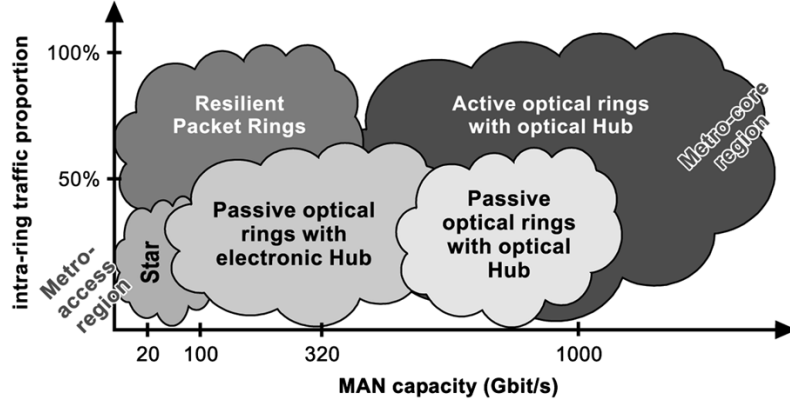 intra-ring traffic proportion
100%
50%
Resilient
Packet Rings
Active optical rings
with optical Hub
Metro-core
region
Passive optical
rings with
electronic Hub
Passive
optical rings
with optical
Hub
Star
Metro-
access
region
20
100
320
1000
MAN capacity (Gbit/s)